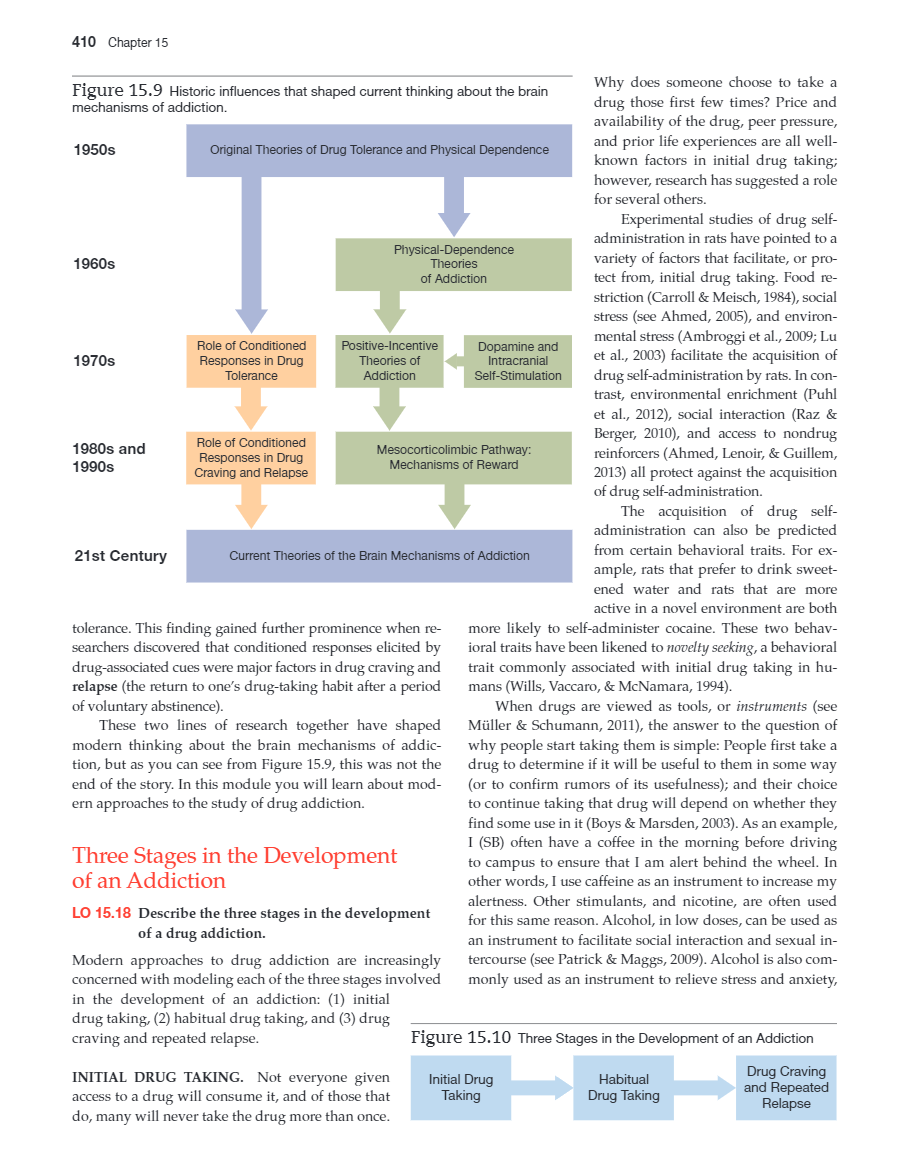 410 Chapter 15
Figure 15.9 Historic influences that shaped current thinking about the brain
mechanisms of addiction.
1950s
Original Theories of Drug Tolerance and Physical Dependence
1960s
Physical-Dependence
Theories
of Addiction
1970s
Role of Conditioned
Responses in Drug
Tolerance
Positive-Incentive
Theories of
Addiction
Dopamine and
Intracranial
Self-Stimulation
1980s and
1990s
Role of Conditioned
Responses in Drug
Craving and Relapse
Mesocorticolimbic Pathway:
Mechanisms of Reward
21st Century
Current Theories of the Brain Mechanisms of Addiction
tolerance. This finding gained further prominence when re-
searchers discovered that conditioned responses elicited by
drug-associated cues were major factors in drug craving and
relapse (the return to one's drug-taking habit after a period
of voluntary abstinence).
These two lines of research together have shaped
modern thinking about the brain mechanisms of addic-
tion, but as you can see from Figure 15.9, this was not the
end of the story. In this module you will learn about mod-
ern approaches to the study of drug addiction.
Three Stages in the Development
of an Addiction
LO 15.18 Describe the three stages in the development
of a drug addiction.
Modern approaches to drug addiction are increasingly
concerned with modeling each of the three stages involved
in the development of an addiction: (1) initial
drug taking, (2) habitual drug taking, and (3) drug
craving and repeated relapse.
INITIAL DRUG TAKING. Not everyone given
access to a drug will consume it, and of those that
do, many will never take the drug more than once.
Why does someone choose to take a
drug those first few times? Price and
availability of the drug, peer pressure,
and prior life experiences are all well-
known factors in initial drug taking;
however, research has suggested a role
for several others.
Experimental studies of drug self-
administration in rats have pointed to a
variety of factors that facilitate, or pro-
tect from, initial drug taking. Food re-
striction (Carroll & Meisch, 1984), social
stress (see Ahmed, 2005), and environ-
mental stress (Ambroggi et al., 2009; Lu
et al., 2003) facilitate the acquisition of
drug self-administration by rats. In con-
trast, environmental enrichment (Puhl
et al., 2012), social interaction (Raz &
Berger, 2010), and access to nondrug
reinforcers (Ahmed, Lenoir, & Guillem,
2013) all protect against the acquisition
of drug self-administration.
The acquisition of drug self-
administration can also be predicted
from certain behavioral traits. For ex-
ample, rats that prefer to drink sweet-
ened water and rats that are more
active in a novel environment are both
more likely to self-administer cocaine. These two behav-
ioral traits have been likened to novelty seeking, a behavioral
trait commonly associated with initial drug taking in hu-
mans (Wills, Vaccaro, & McNamara, 1994).
When drugs are viewed as tools, or instruments (see
Müller & Schumann, 2011), the answer to the question of
why people start taking them is simple: People first take a
drug to determine if it will be useful to them in some way
(or to confirm rumors of its usefulness); and their choice
to continue taking that drug will depend on whether they
find some use in it (Boys & Marsden, 2003). As an example,
I (SB) often have a coffee in the morning before driving
to campus to ensure that I am alert behind the wheel. In
other words, I use caffeine as an instrument to increase my
alertness. Other stimulants, and nicotine, are often used
for this same reason. Alcohol, in low doses, can be used as
an instrument to facilitate social interaction and sexual in-
tercourse (see Patrick & Maggs, 2009). Alcohol is also com-
monly used as an instrument to relieve stress and anxiety,
Figure 15.10 Three Stages in the Development of an Addiction
Initial Drug
Taking
Habitual
Drug Taking
Drug Craving
and Repeated
Relapse